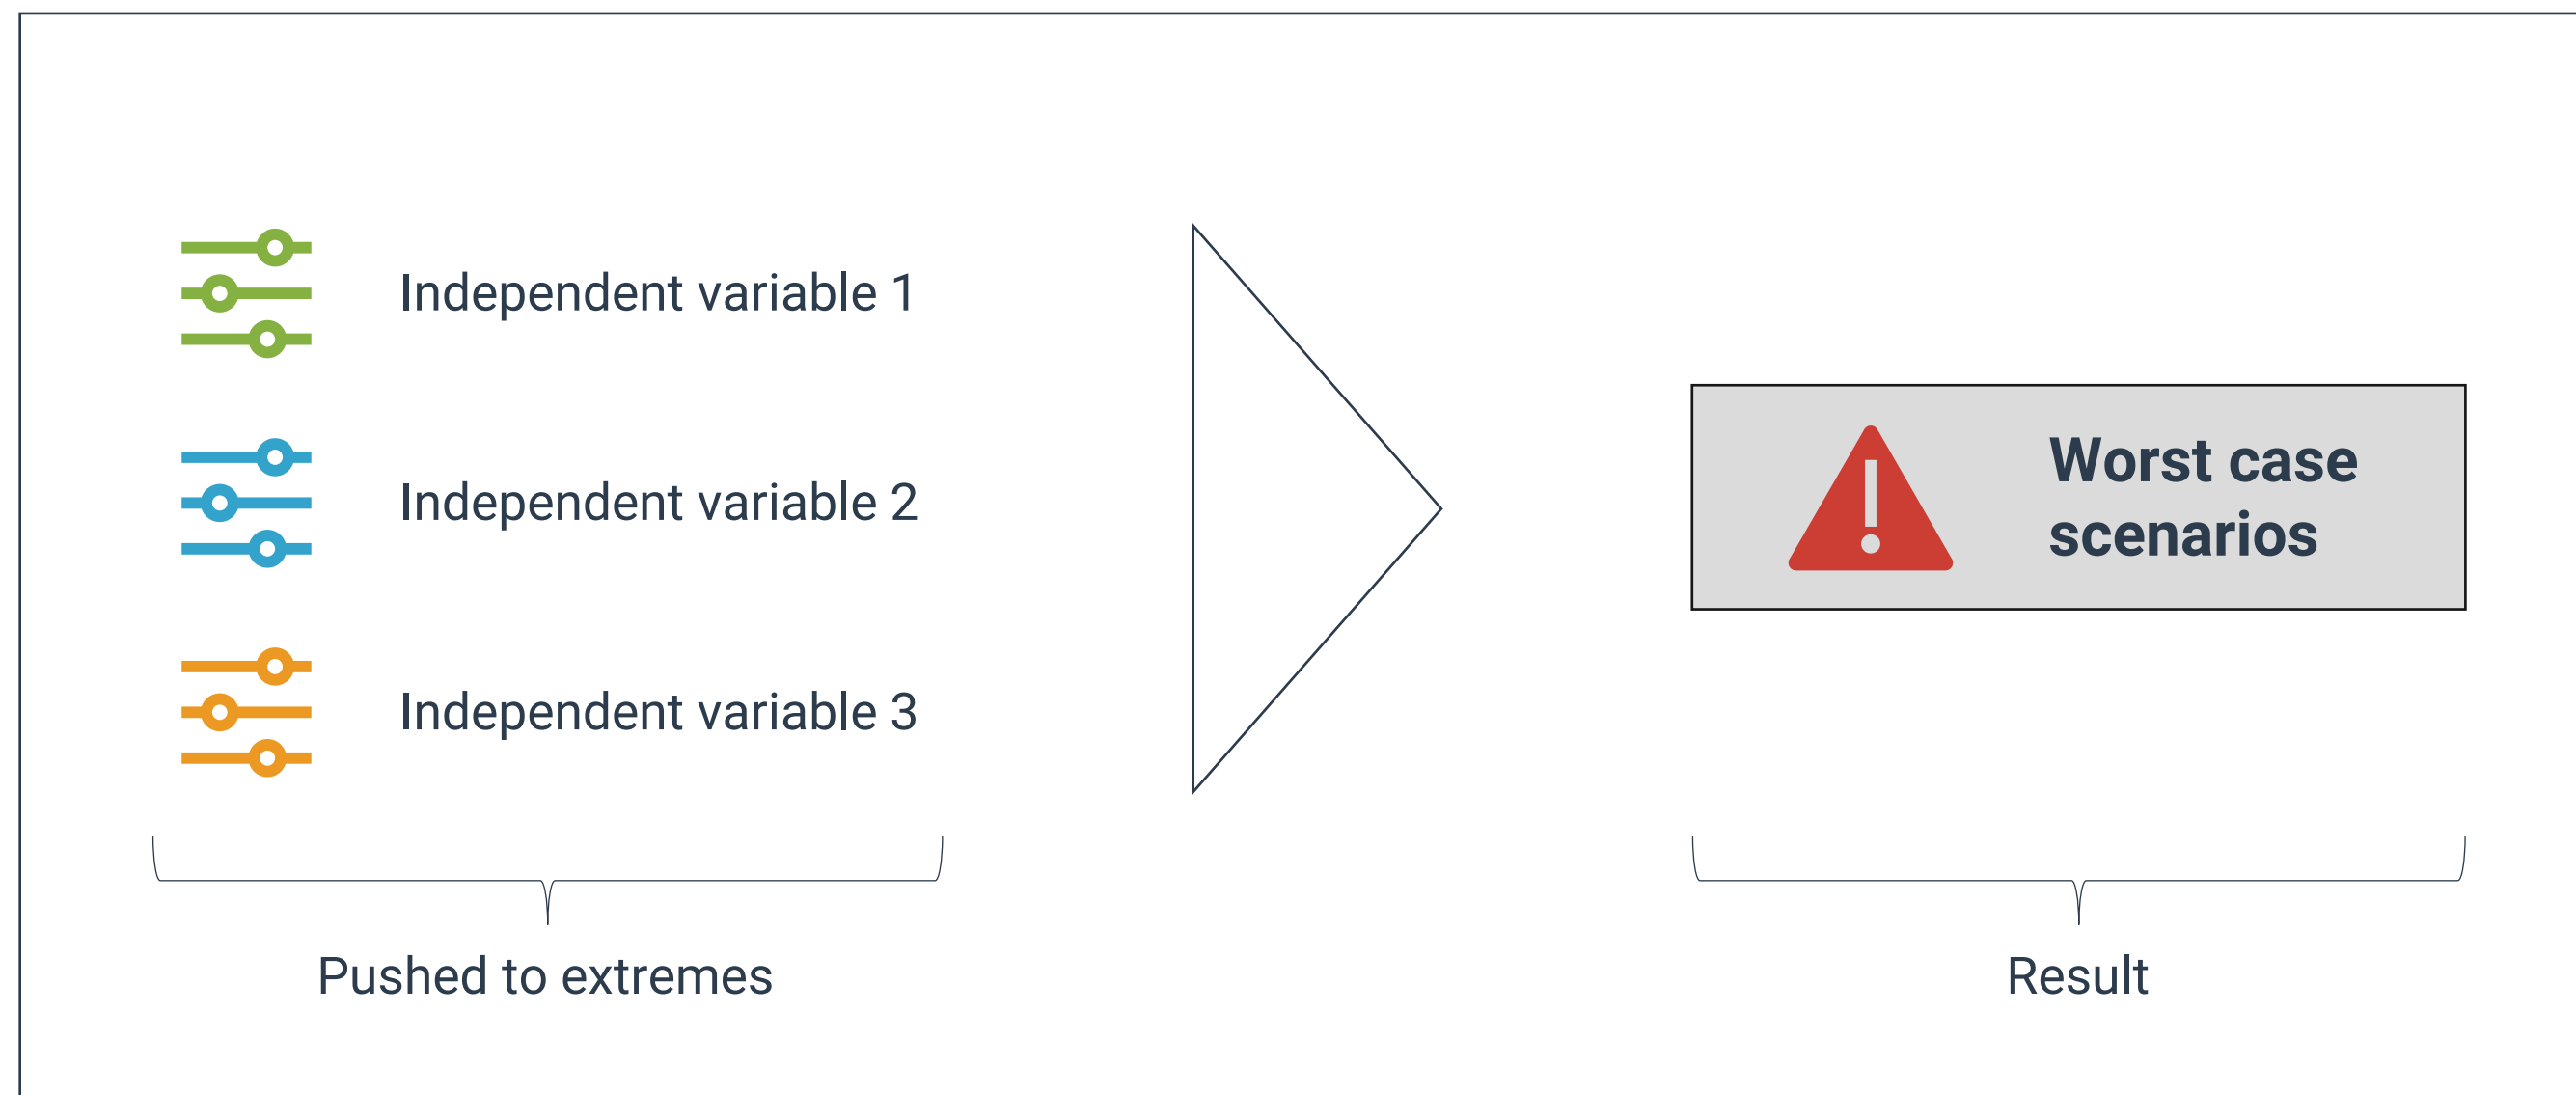 Independent variable 1
Independent variable 2
Independent variable 3
Worst case
scenarios
Pushed to extremes
Result